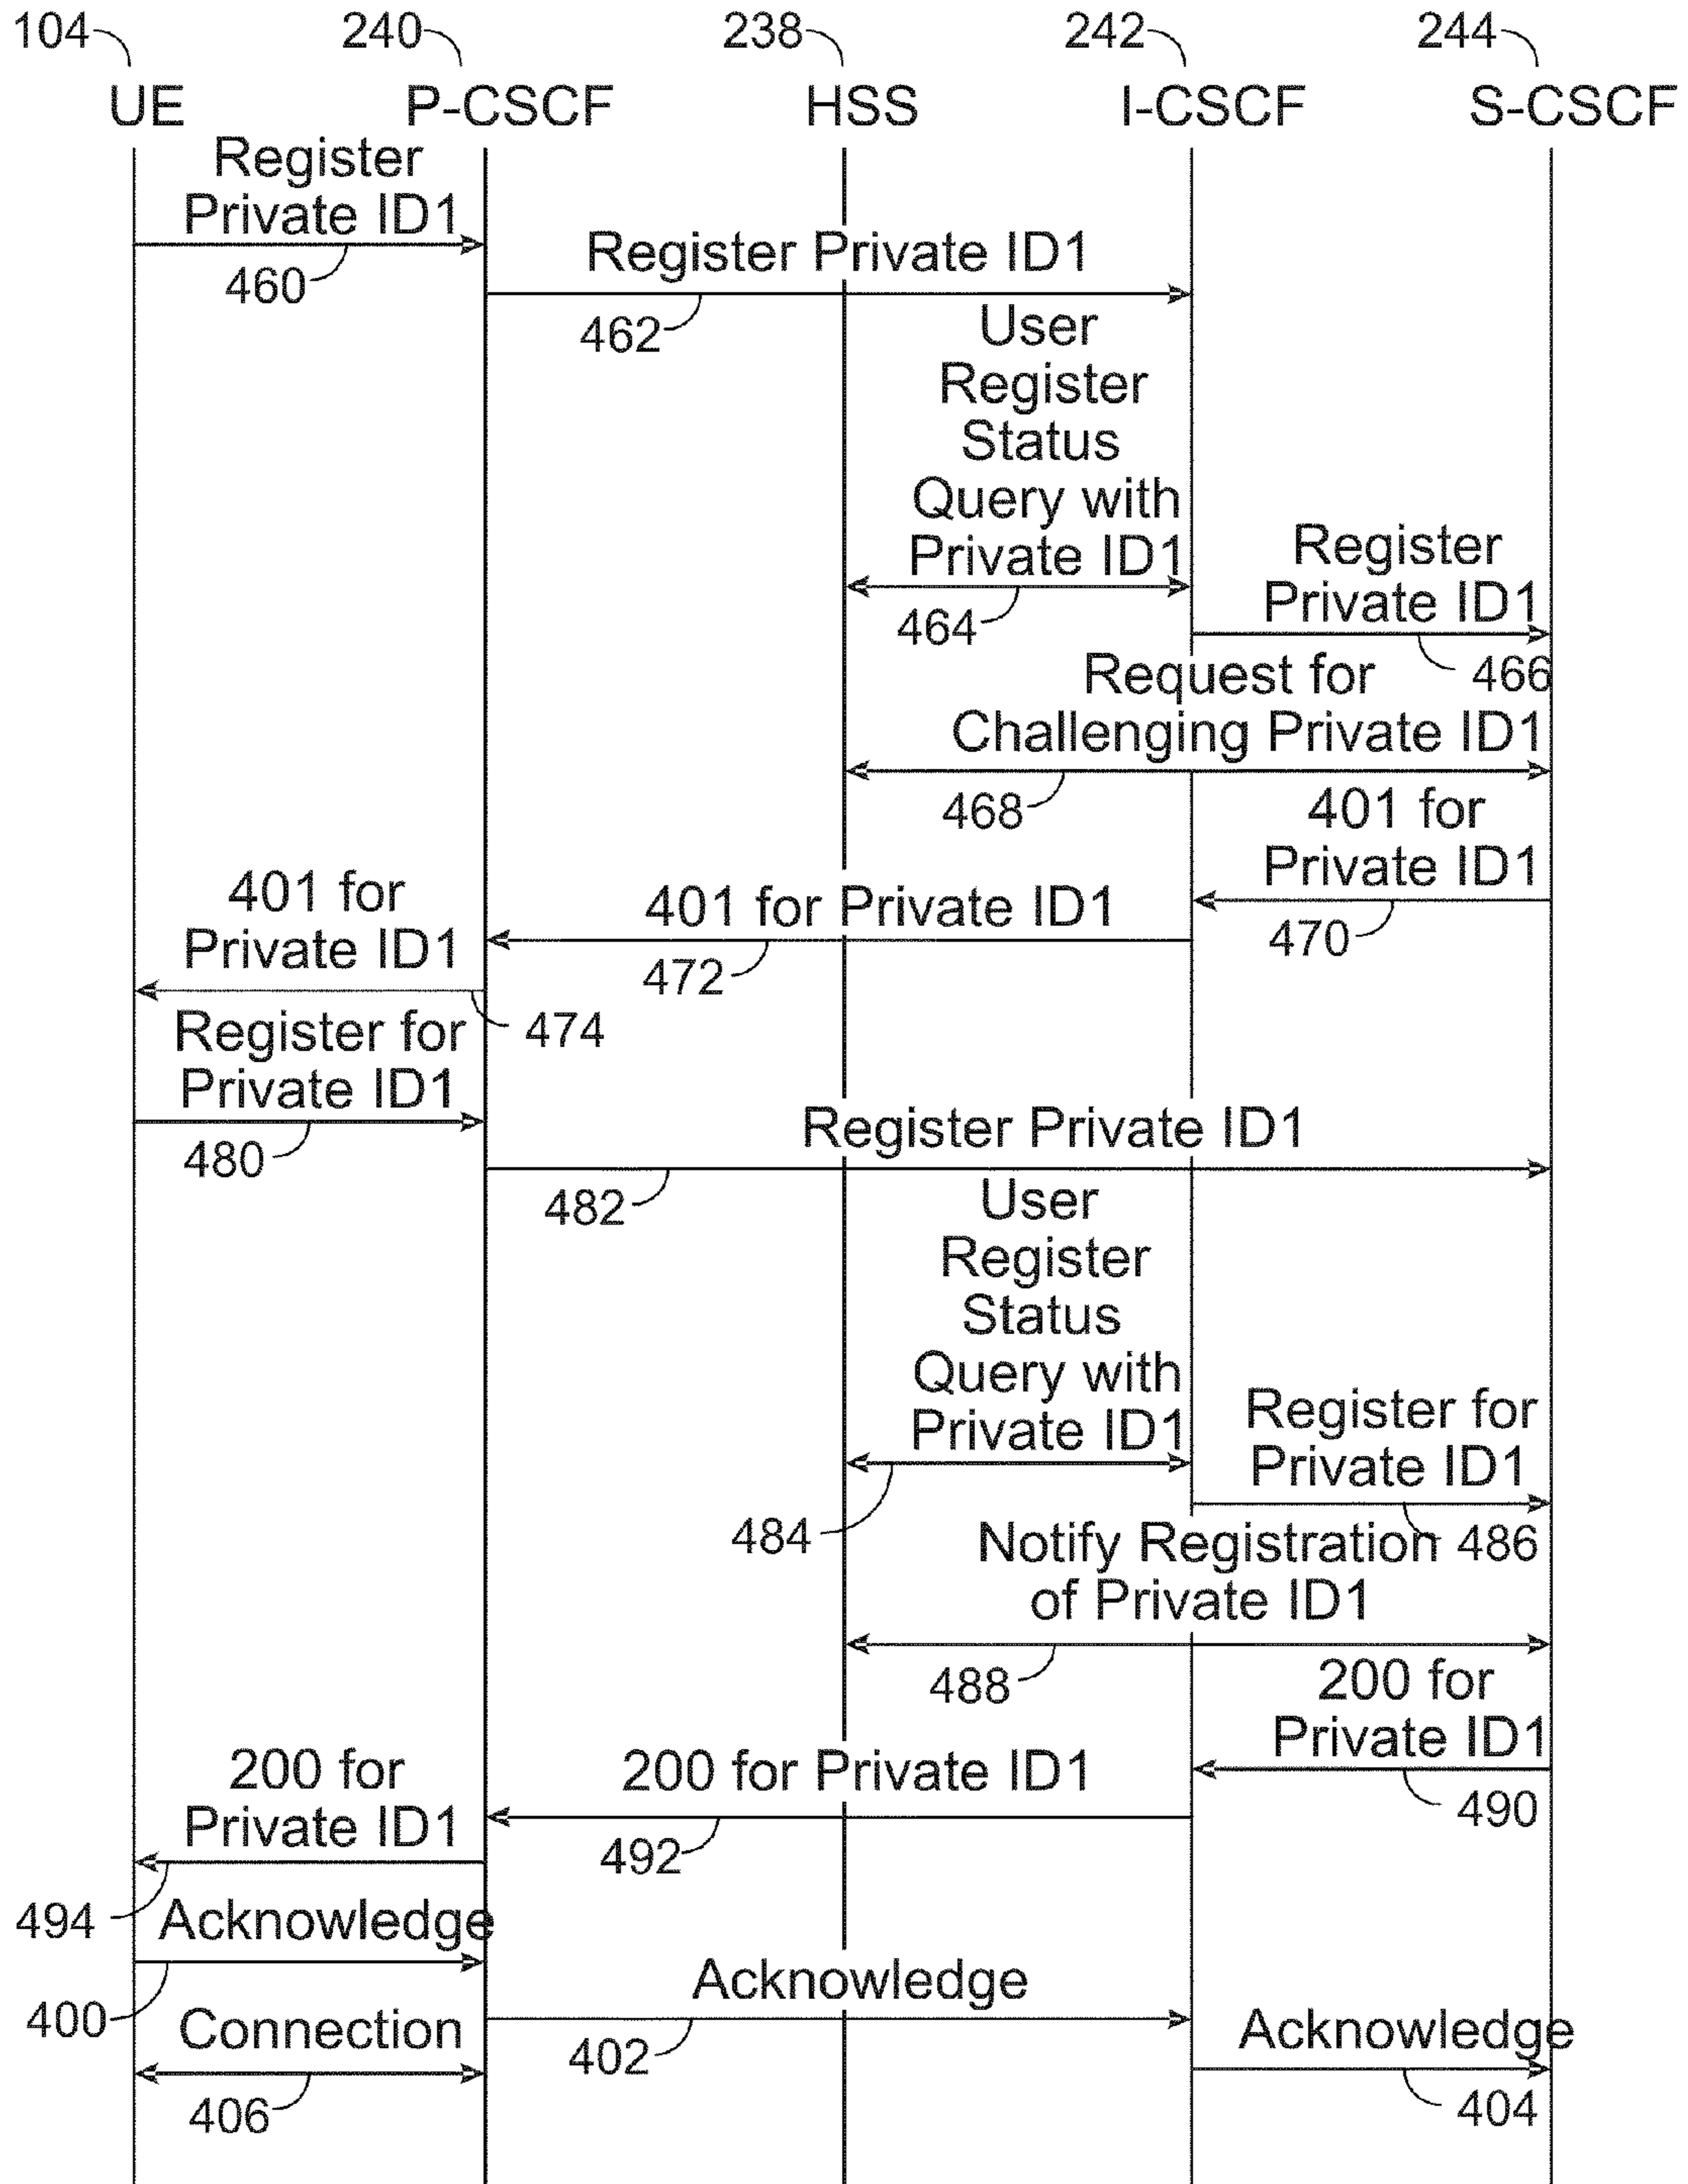 104 240 238 242 244
UE P-CSCF HSS I-CSCF S-CSCF
Register
Private ID1
460
Register Private ID1
462
User
Register
Status
Query with
Private ID1
464
Register
Private ID1
466
Request for
Challenging Private ID1
468
401 for
Private ID1
470
401 for Private ID1
472
401 for
Private ID1
474
Register for
Private ID1
480
Register Private ID1
482
User
Register
Status
Query with
Private ID1
484
Register for
Private ID1
486
Notify Registration
of Private ID1
488
200 for
Private ID1
490
200 for Private ID1
492
200 for
Private ID1
494
Acknowledge
400
Acknowledge
402
Acknowledge
404
Connection
406